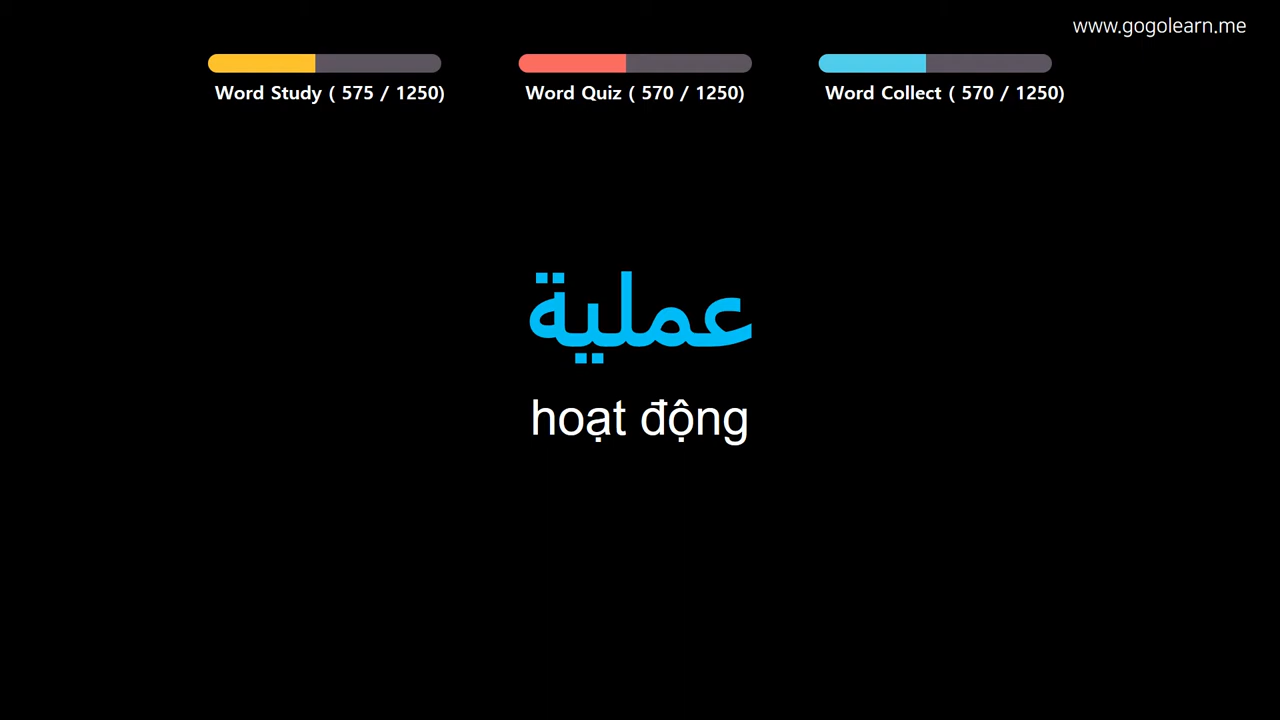 www.gogolearn.me
Word Study ( 575 / 1250)
Word Quiz ( 570 / 1250)
Word Collect ( 570 / 1250)
عملية
hoạt động